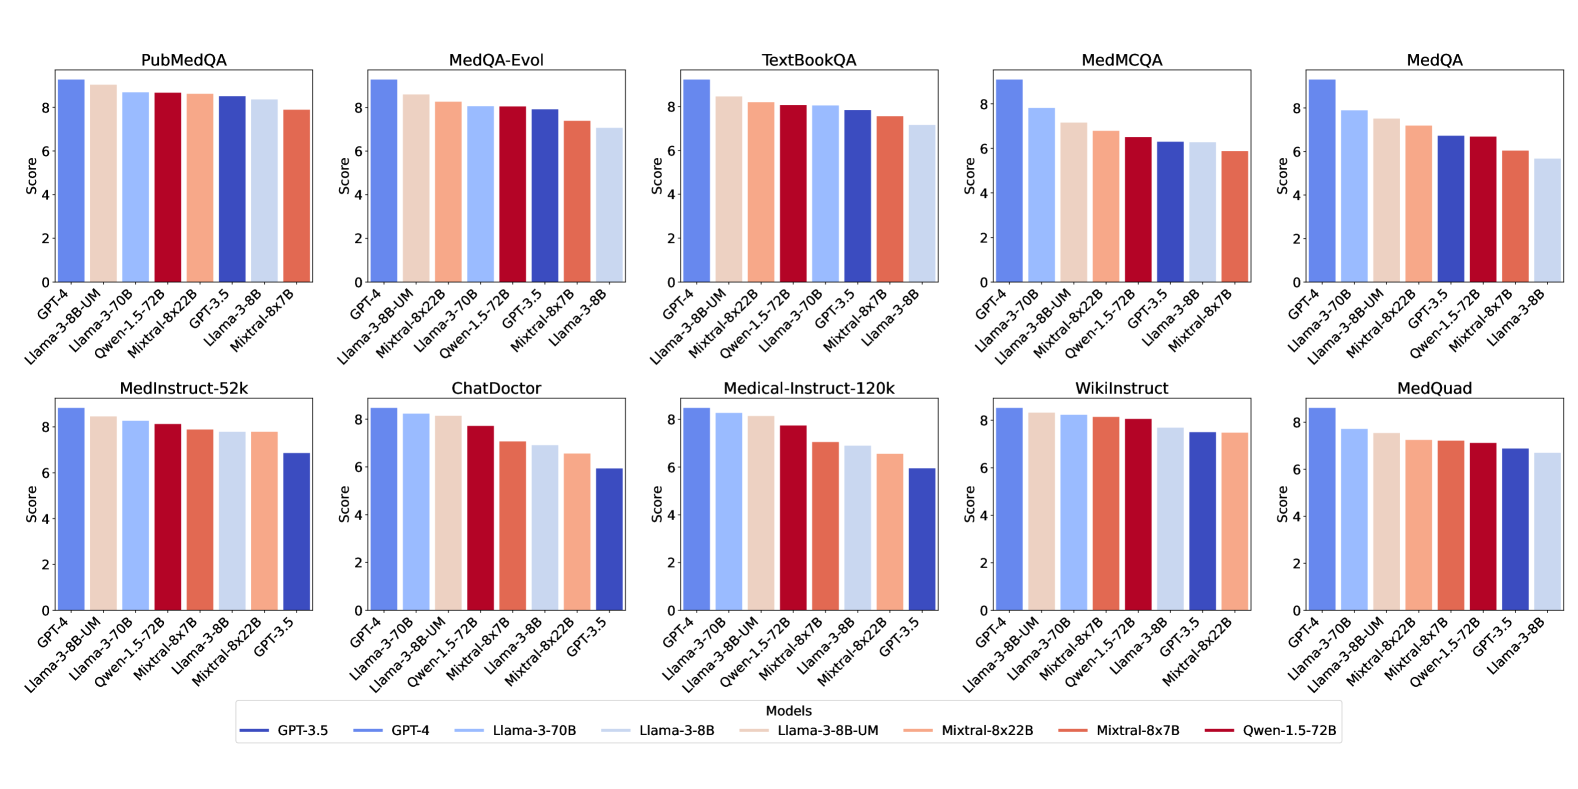 PubMedQA
Score
8
6
4
2
0
GPT-4
Llama-3-8B-UM
Llama-3-70B
Qwen-1.5-72B
Mixtral-8x22B
GPT-3.5
Llama-3-8B
Mixtral-8x7B
MedQA-Evol
Score
8
6
4
2
0
GPT-4
Llama-3-8B-UM
Mixtral-8x22B
Llama-3-70B
Qwen-1.5-72B
GPT-3.5
Mixtral-8x7B
Llama-3-8B
TextBookQA
Score
8
6
4
2
0
GPT-4
Llama-3-8B-UM
Mixtral-8x22B
Qwen-1.5-72B
Llama-3-70B
GPT-3.5
Mixtral-8x7B
Llama-3-8B
MedMCQA
Score
8
6
4
2
0
GPT-4
Llama-3-70B
Llama-3-8B-UM
Mixtral-8x22B
Qwen-1.5-72B
GPT-3.5
Llama-3-8B
Mixtral-8x7B
MedQA
Score
8
6
4
2
0
GPT-4
Llama-3-70B
Llama-3-8B-UM
Mixtral-8x22B
GPT-3.5
Qwen-1.5-72B
Mixtral-8x7B
Llama-3-8B
MedInstruct-52k
Score
8
6
4
2
0
GPT-4
Llama-3-8B-UM
Llama-3-70B
Qwen-1.5-72B
Mixtral-8x7B
Llama-3-8B
Mixtral-8x22B
GPT-3.5
ChatDoctor
Score
8
6
4
2
0
GPT-4
Llama-3-70B
Llama-3-8B-UM
Qwen-1.5-72B
Mixtral-8x7B
Llama-3-8B
Mixtral-8x22B
GPT-3.5
Medical-Instruct-120k
Score
8
6
4
2
0
GPT-4
Llama-3-70B
Llama-3-8B-UM
Qwen-1.5-72B
Mixtral-8x7B
Llama-3-8B
Mixtral-8x22B
GPT-3.5
WikiInstruct
Score
8
6
4
2
0
GPT-4
Llama-3-8B-UM
Llama-3-70B
Mixtral-8x7B
Qwen-1.5-72B
Llama-3-8B
GPT-3.5
Mixtral-8x22B
MedQuad
Score
8
6
4
2
0
GPT-4
Llama-3-70B
Llama-3-8B-UM
Mixtral-8x22B
Mixtral-8x7B
Qwen-1.5-72B
GPT-3.5
Llama-3-8B
Models
GPT-3.5 GPT-4 Llama-3-70B Llama-3-8B Llama-3-8B-UM Mixtral-8x22B Mixtral-8x7B Qwen-1.5-72B